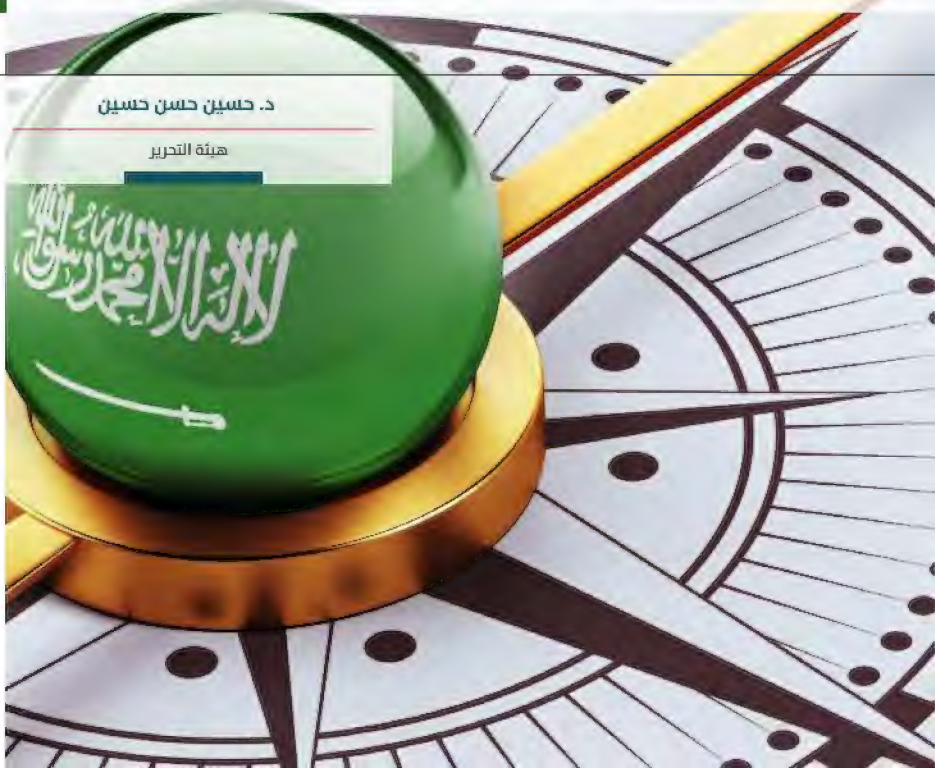 د. حسين حسن حسين
هيئة التحرير
لا إله إلا الله محمد رسول الله